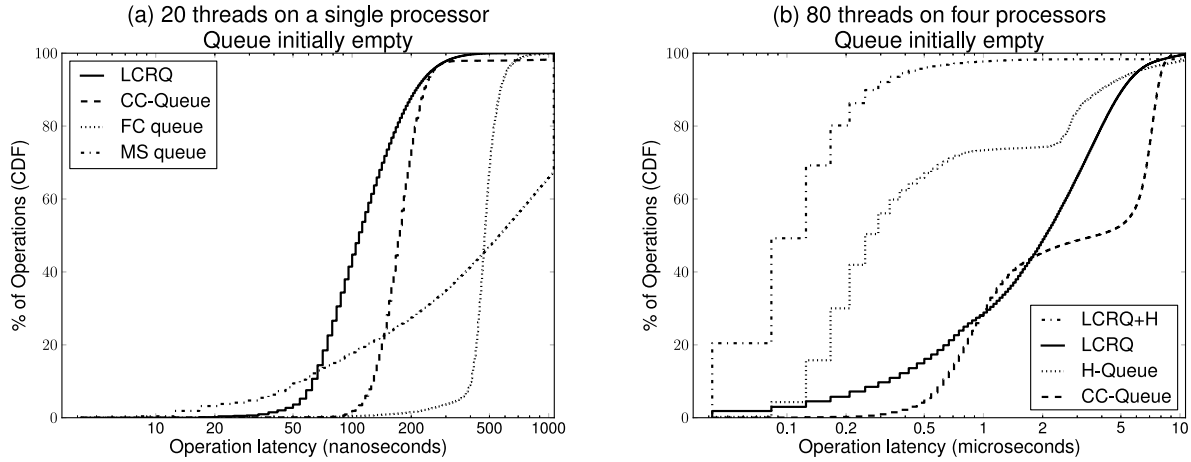 (a) 20 threads on a single processor
Queue initially empty
% of Operations (CDF)
100
80
60
40
20
0
LCRQ
CC-Queue
FC queue
MS queue
10
50
100
200
500
1000
Operation latency (nanoseconds)
(b) 80 threads on four processors
Queue initially empty
% of Operations (CDF)
100
80
60
40
20
0
LCRQ+H
LCRQ
H-Queue
CC-Queue
0.1
0.5
1
2
5
10
Operation latency (microseconds)